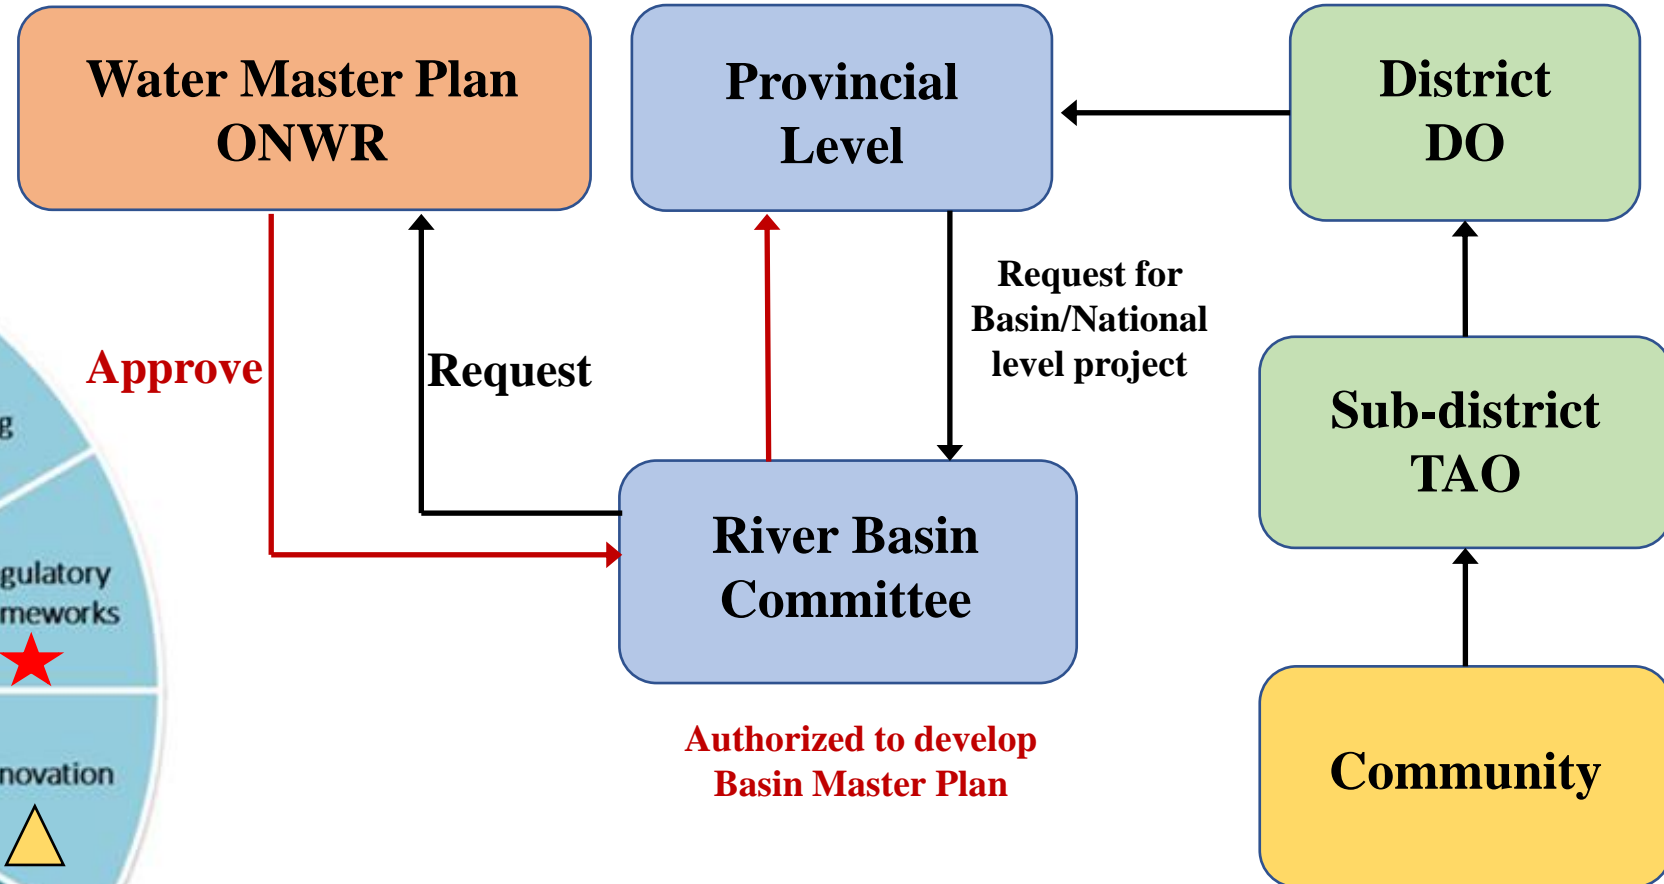 Water Master Plan
ONWR
Provincial
Level
District
DO
Request for
Basin/National
level project
Approve
Request
Sub-district
TAO
River Basin
Committee
Authorized to develop
Basin Master Plan
Community
g
gulatory
meworks
novation